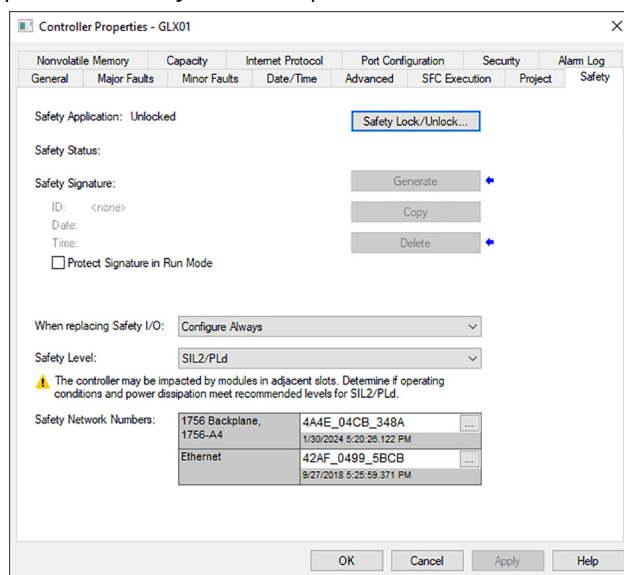 Controller Properties - GLX01
Nonvolatile Memory Capacity Internet Protocol Port Configuration Security Alarm Log
General Major Faults Minor Faults Date/Time Advanced SFC Execution Project Safety
Safety Application: Unlocked Safety Lock/Unlock...
Safety Status:
Safety Signature: Generate
ID: <none> Copy
Date:
Time: Delete
Protect Signature in Run Mode
When replacing Safety I/O: Configure Always
Safety Level: SIL2/PLd
The controller may be impacted by modules in adjacent slots. Determine if operating
conditions and power dissipation meet recommended levels for SIL2/PLd.
Safety Network Numbers: 1756 Backplane, 4A4E_04CB_348A ...
1756-A4 1/30/2024 5:20:26.122 PM
Ethernet 42AF_0499_5BCB ...
9/27/2018 5:25:59.371 PM
OK Cancel Apply Help